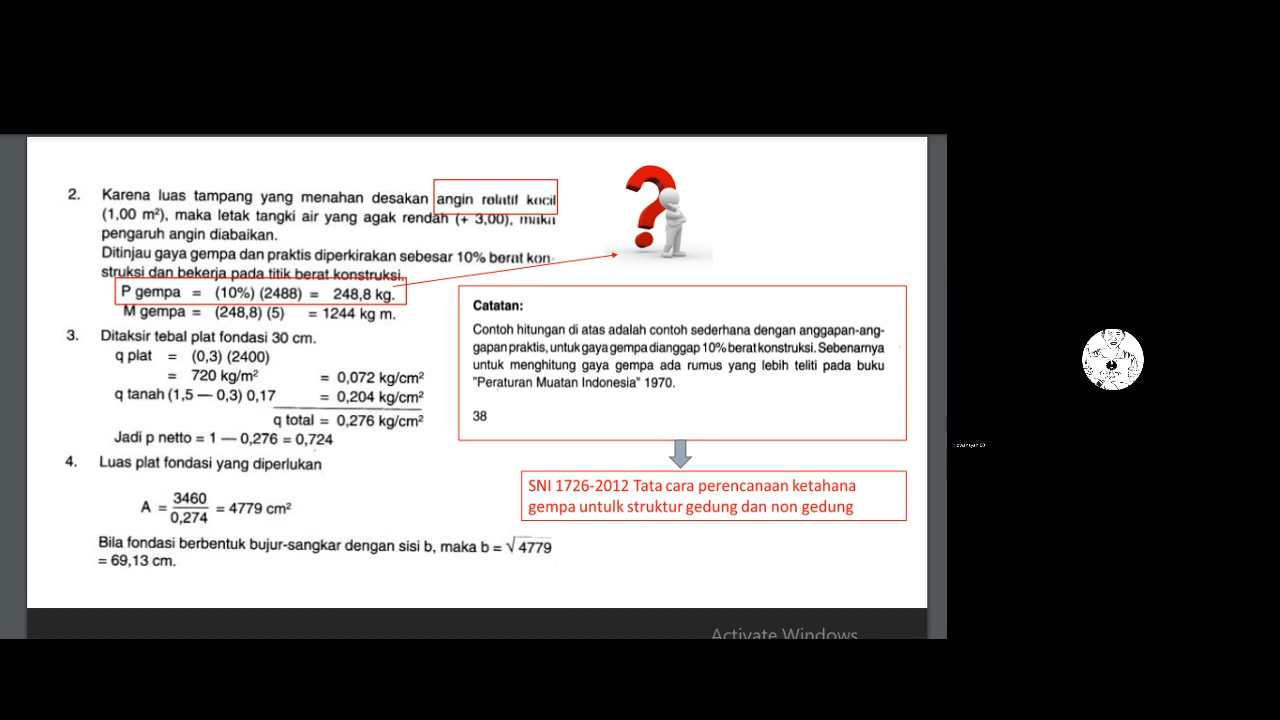 2. Karena luas tampang yang menahan desakan angin relatif kecil
(1,00 m²), maka letak tangki air yang agak rendah (+ 3,00), maka
pengaruh angin diabaikan.
Ditinjau gaya gempa dan praktis diperkirakan sebesar 10% berat kon-
struksi dan bekerja pada titik berat konstruksi.
P gempa = (10%) (2488) = 248,8 kg.
M gempa = (248,8) (5) = 1244 kg m.
3. Ditaksir tebal plat fondasi 30 cm.
q plat = (0,3) (2400)
= 720 kg/m² = 0,072 kg/cm²
q tanah (1,5 — 0,3) 0,17 = 0,204 kg/cm²
q total = 0,276 kg/cm²
Jadi p netto = 1 — 0,276 = 0,724
4. Luas plat fondasi yang diperlukan
A = 3460 / 0,274 = 4779 cm²
Bila fondasi berbentuk bujur-sangkar dengan sisi b, maka b = √4779
= 69,13 cm.
Catatan:
Contoh hitungan di atas adalah contoh sederhana dengan anggapan-ang-
gapan praktis, untuk gaya gempa dianggap 10% berat konstruksi. Sebenarnya
untuk menghitung gaya gempa ada rumus yang lebih teliti pada buku
"Peraturan Muatan Indonesia" 1970.
38
SNI 1726-2012 Tata cara perencanaan ketahana
gempa untulk struktur gedung dan non gedung
Activate Windows